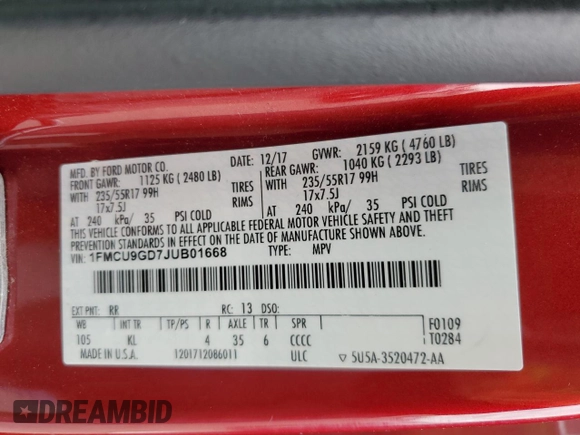 MFD. BY FORD MOTOR CO. DATE: 12/17 GVWR: 2159 KG ( 4760 LB)
FRONT GAWR: 1125 KG ( 2480 LB) REAR GAWR: 1040 KG ( 2293 LB)
WITH 235/55R17 99H TIRES WITH 235/55R17 99H TIRES
17x7.5J RIMS 17x7.5J RIMS
AT 240 kPa/ 35 PSI COLD AT 240 kPa/ 35 PSI COLD
THIS VEHICLE CONFORMS TO ALL APPLICABLE FEDERAL MOTOR VEHICLE SAFETY AND THEFT
PREVENTION STANDARDS IN EFFECT ON THE DATE OF MANUFACTURE SHOWN ABOVE.
VIN: 1FMCU9GD7JUB01668 TYPE: MPV
EXT PNT: RR RC: 13 DSO: F0109
WB INT TR TP/PS R AXLE TR SPR T0284
105 KL 4 35 6 CCCC
MADE IN U.S.A. 1201712086011 ULC ▽ 5U5A-3520472-AA
DREAMBID